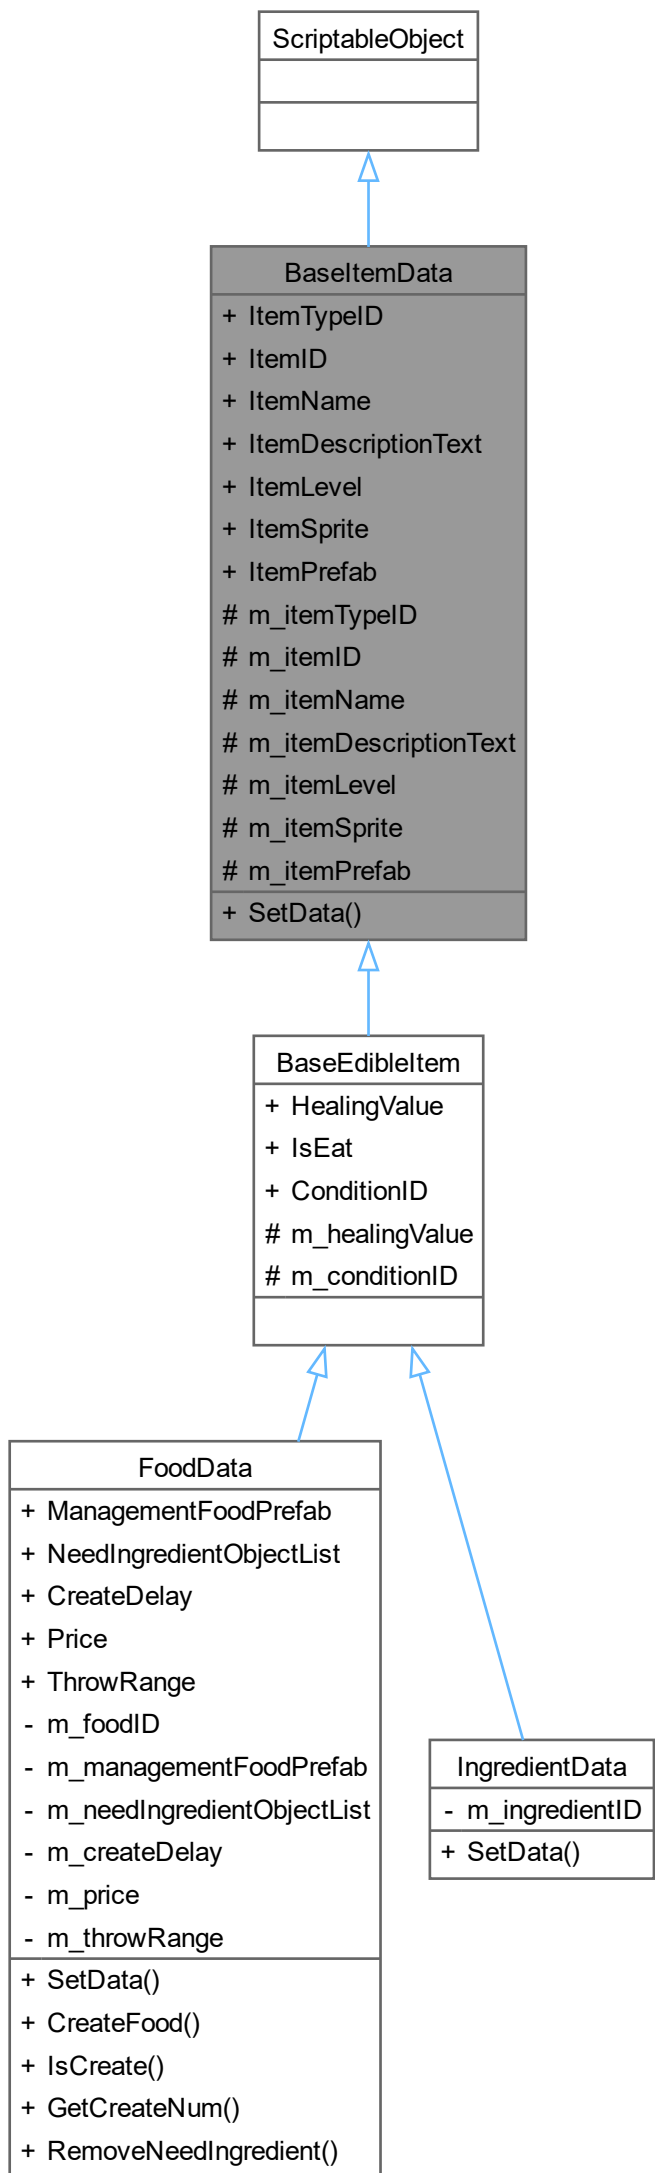 ScriptableObject
BaseItemData
+ ItemTypeID
+ ItemID
+ ItemName
+ ItemDescriptionText
+ ItemLevel
+ ItemSprite
+ ItemPrefab
# m_itemTypeID
# m_itemID
# m_itemName
# m_itemDescriptionText
# m_itemLevel
# m_itemSprite
# m_itemPrefab
+ SetData()
BaseEdibleItem
+ HealingValue
+ IsEat
+ ConditionID
# m_healingValue
# m_conditionID
FoodData
+ ManagementFoodPrefab
+ NeedIngredientObjectList
+ CreateDelay
+ Price
+ ThrowRange
- m_foodID
- m_managementFoodPrefab
- m_needIngredientObjectList
- m_createDelay
- m_price
- m_throwRange
+ SetData()
+ CreateFood()
+ IsCreate()
+ GetCreateNum()
+ RemoveNeedIngredient()
IngredientData
- m_ingredientID
+ SetData()